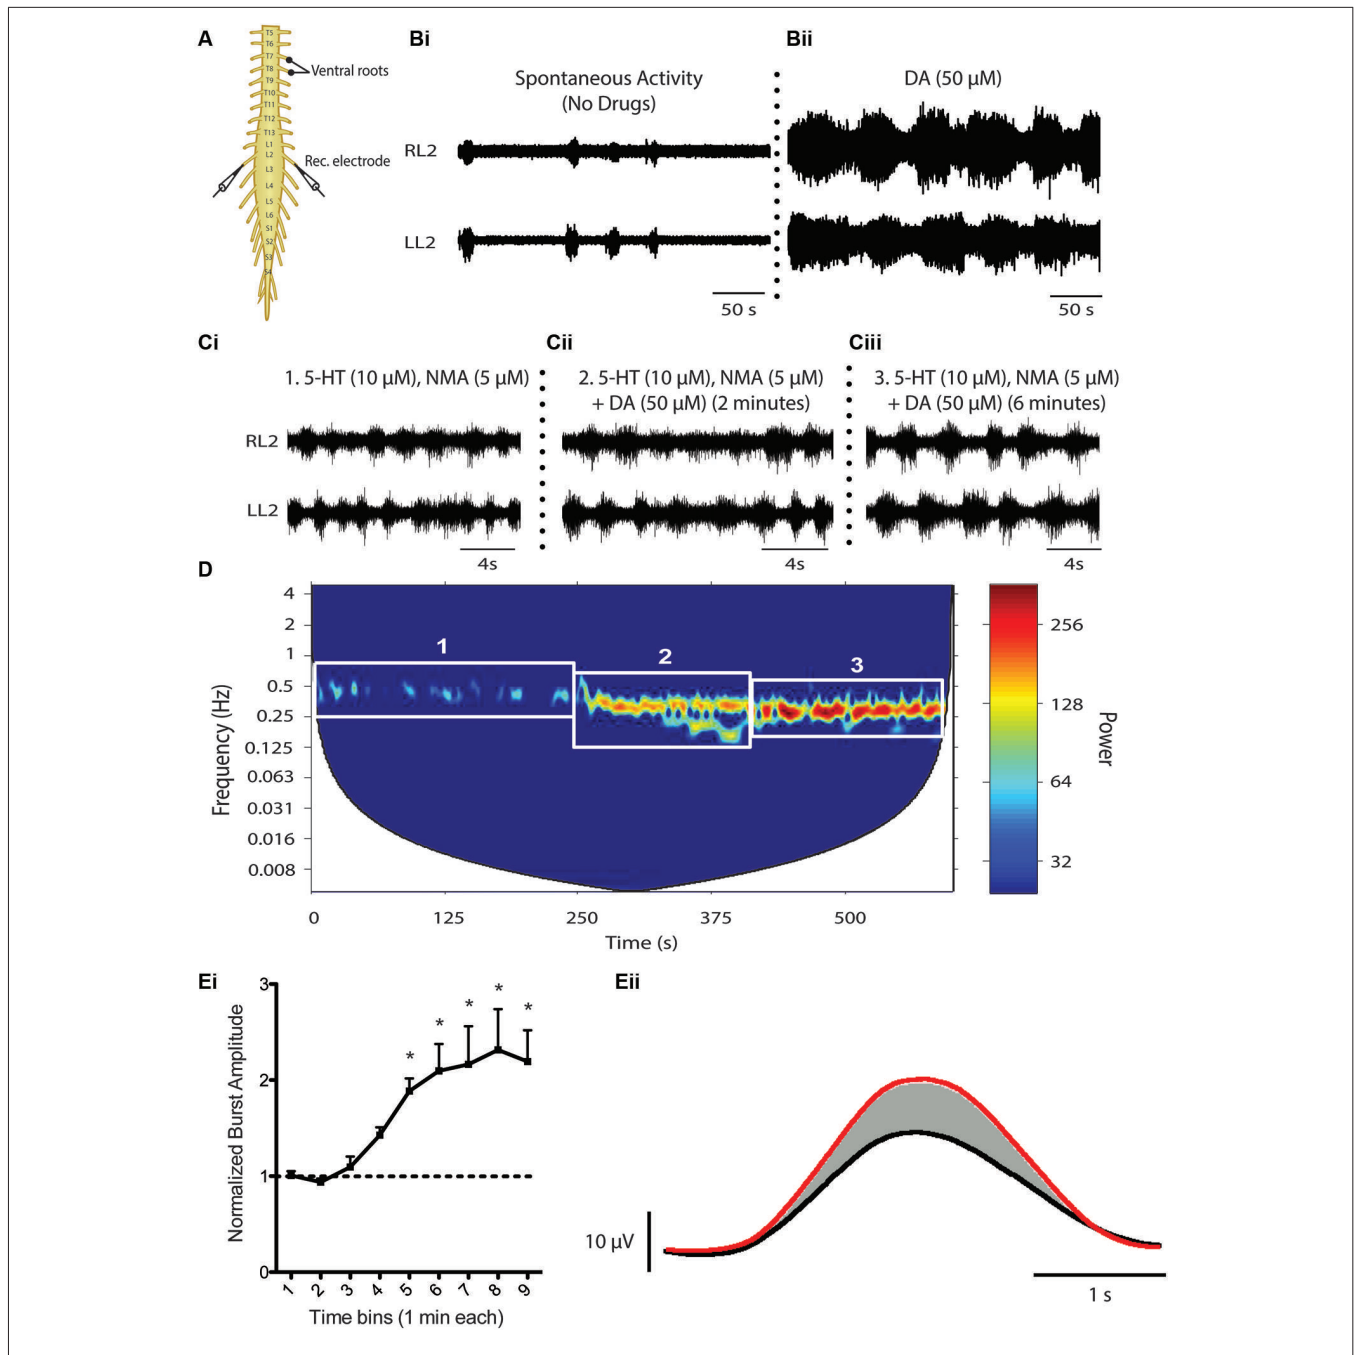 A
T5
T6
T7
T8
T9
T10
T11
T12
T13
L1
L2
L3
L4
L5
L6
S1
S2
S3
S4
Ventral roots
Rec. electrode
Bi
Spontaneous Activity
(No Drugs)
RL2
LL2
50 s
Bii
DA (50 μM)
50 s
Ci
1. 5-HT (10 μM), NMA (5 μM)
RL2
LL2
4s
Cii
2. 5-HT (10 μM), NMA (5 μM)
+ DA (50 μM) (2 minutes)
4s
Ciii
3. 5-HT (10 μM), NMA (5 μM)
+ DA (50 μM) (6 minutes)
4s
D
Frequency (Hz)
4
2
1
0.5
0.25
0.125
0.063
0.031
0.016
0.008
1
2
3
0
125
250
375
500
Time (s)
256
128
64
32
Power
Ei
Normalized Burst Amplitude
3
2
1
0
* * * * *
1 2 3 4 5 6 7 8 9
Time bins (1 min each)
Eii
10 μV
1 s